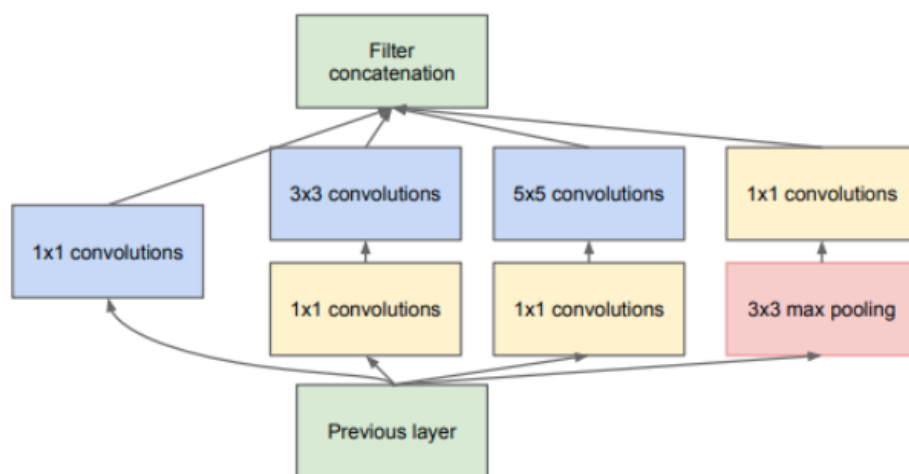 Filter
concatenation
3x3 convolutions
5x5 convolutions
1x1 convolutions
1x1 convolutions
1x1 convolutions
1x1 convolutions
3x3 max pooling
Previous layer